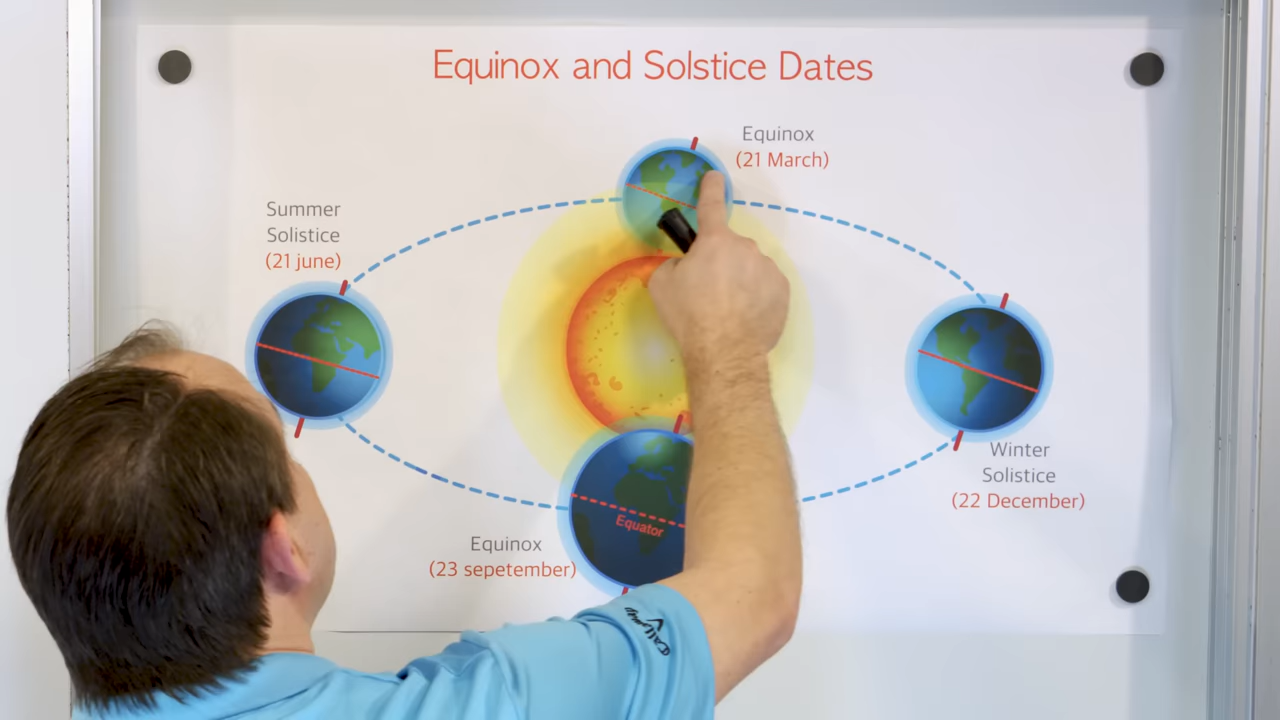 Equinox and Solstice Dates
Equinox
(21 March)
Summer
Solistice
(21 june)
Winter
Solistice
(22 December)
Equator
Equinox
(23 sepetember)
Callaway